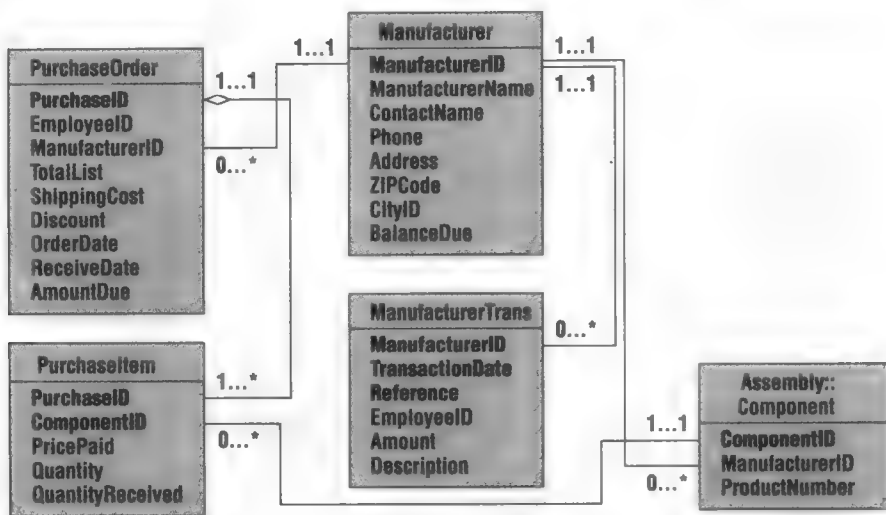 PurchaseOrder
PurchaseID
EmployeeID
ManufacturerID
TotalList
ShippingCost
Discount
OrderDate
ReceiveDate
AmountDue
1...1
0...*
1...1
Manufacturer
ManufacturerID
ManufacturerName
ContactName
Phone
Address
ZIPCode
CityID
BalanceDue
1...1
1...1
PurchaseItem
PurchaseID
ComponentID
PricePaid
Quantity
QuantityReceived
1...*
0...*
ManufacturerTrans
ManufacturerID
TransactionDate
Reference
EmployeeID
Amount
Description
0...*
1...1
0...*
Assembly::
Component
ComponentID
ManufacturerID
ProductNumber